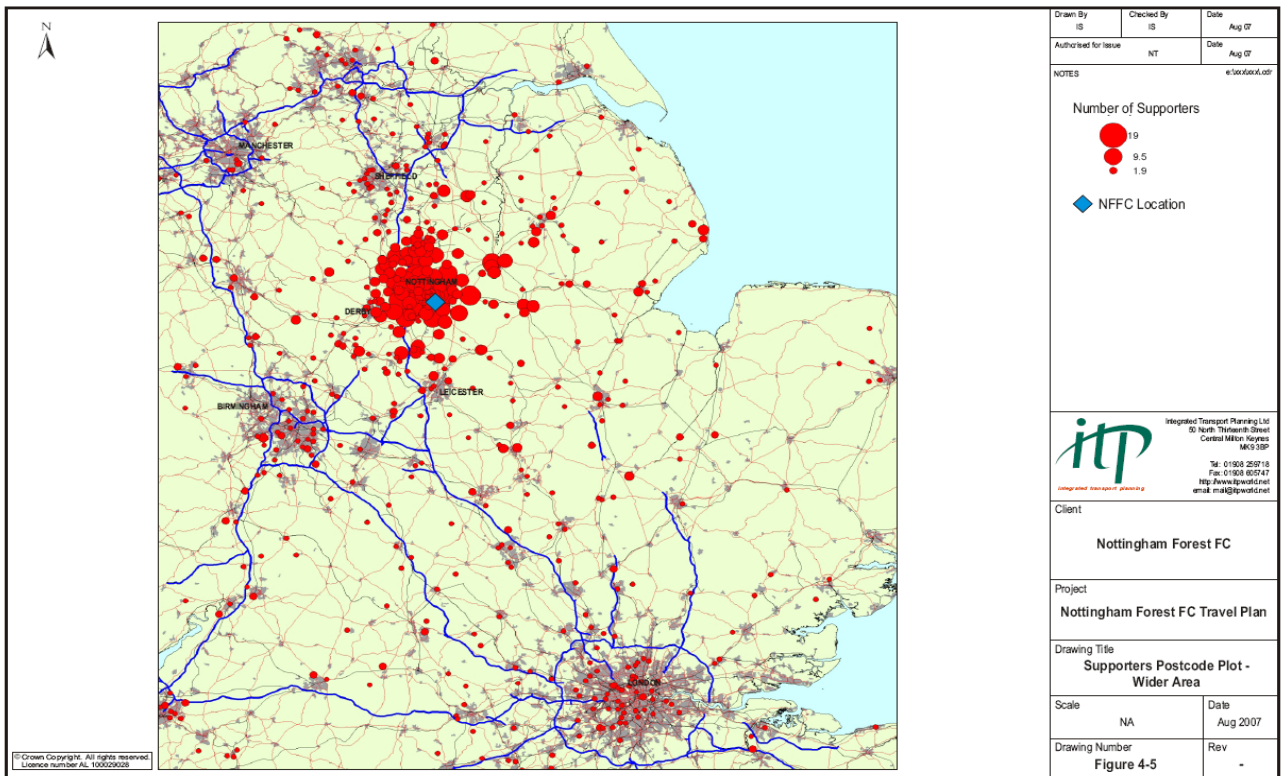 N
MANCHESTER
SHEFFIELD
NOTTINGHAM
DERBY
LEICESTER
BIRMINGHAM
LONDON
© Crown Copyright. All rights reserved.
Licence number AL 100029028
Drawn By
IS
Checked By
IS
Date
Aug 07
Authorised for Issue
NT
Date
Aug 07
NOTES
Number of Supporters
19
9.5
1.9
NFFC Location
itp
integrated transport planning
Integrated Transport Planning Ltd
50 North Thirteenth Street
Central Milton Keynes
MK9 3BP
Tel: 01908 259718
Fax: 01908 605747
http://www.itpworld.net
email: mail@itpworld.net
Client
Nottingham Forest FC
Project
Nottingham Forest FC Travel Plan
Drawing Title
Supporters Postcode Plot -
Wider Area
Scale
NA
Date
Aug 2007
Drawing Number
Figure 4-5
Rev
-